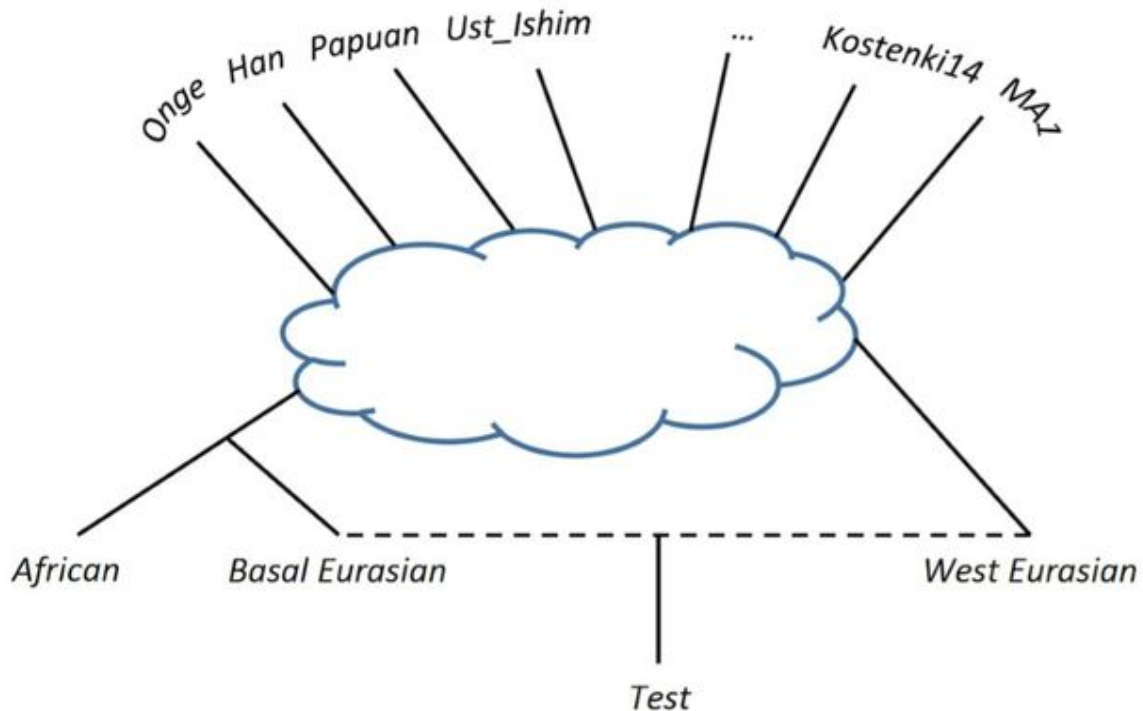 Onge Han Papuan Ust_Ishim ... Kostenki14 MA1
African Basal Eurasian West Eurasian
Test